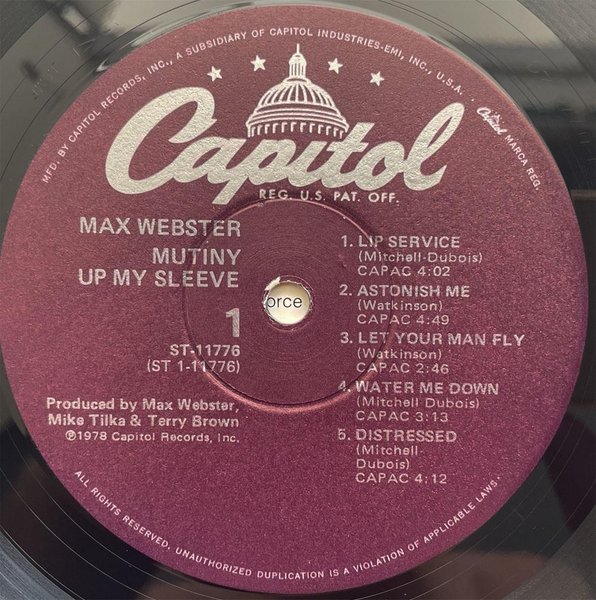 MFD. BY CAPITOL RECORDS, INC., A SUBSIDIARY OF CAPITOL INDUSTRIES-EMI, INC., U.S.A. . Capitol MARCA REG.
Capitol
REG. U.S. PAT. OFF.
MAX WEBSTER
MUTINY
UP MY SLEEVE
1
ST-11776
(ST 1-11776)
Produced by Max Webster,
Mike Tilka & Terry Brown
℗1978 Capitol Records, Inc.
orce
1. LIP SERVICE
(Mitchell-Dubois)
CAPAC 4:02
2. ASTONISH ME
(Watkinson)
CAPAC 4:49
3. LET YOUR MAN FLY
(Watkinson)
CAPAC 2:46
4. WATER ME DOWN
(Mitchell Dubois)
CAPAC 3:13
5. DISTRESSED
(Mitchell-
Dubois)
CAPAC 4:12
ALL RIGHTS RESERVED. UNAUTHORIZED DUPLICATION IS A VIOLATION OF APPLICABLE LAWS.